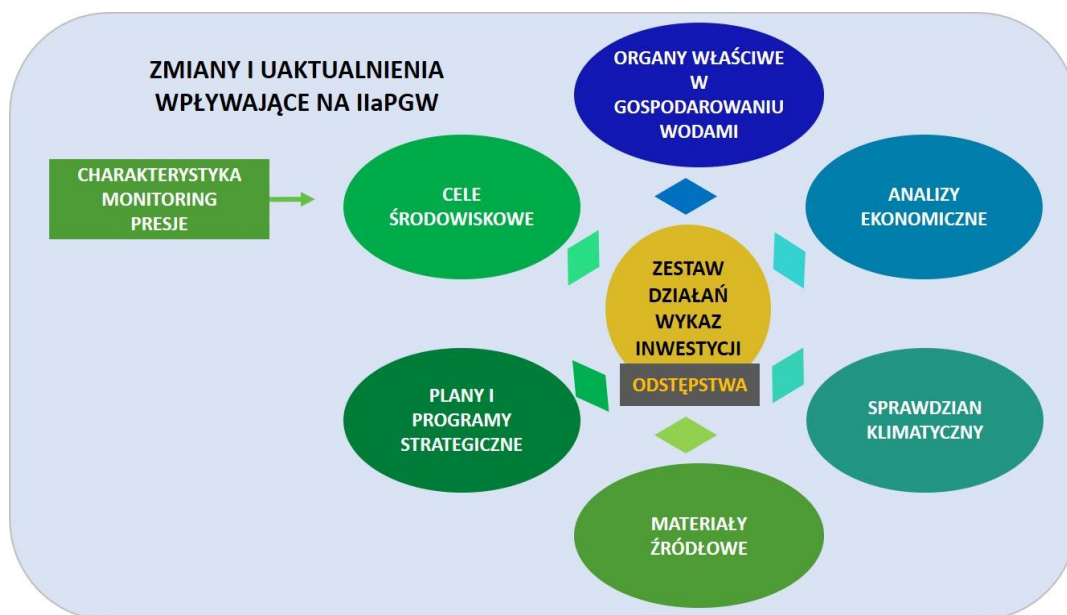 ZMIANY I UAKTUALNIENIA
WPŁYWAJĄCE NA IIaPGW
ORGANY WŁAŚCIWE
W
GOSPODAROWANIU
WODAMI
CHARAKTERYSTYKA
MONITORING
PRESJE
CELE
ŚRODOWISKOWE
ANALIZY
EKONOMICZNE
ZESTAW
DZIAŁAŃ
WYKAZ
INWESTYCJI
ODSTĘPSTWA
PLANY I
PROGRAMY
STRATEGICZNE
SPRAWDZIAN
KLIMATYCZNY
MATERIAŁY
ŹRÓDŁOWE